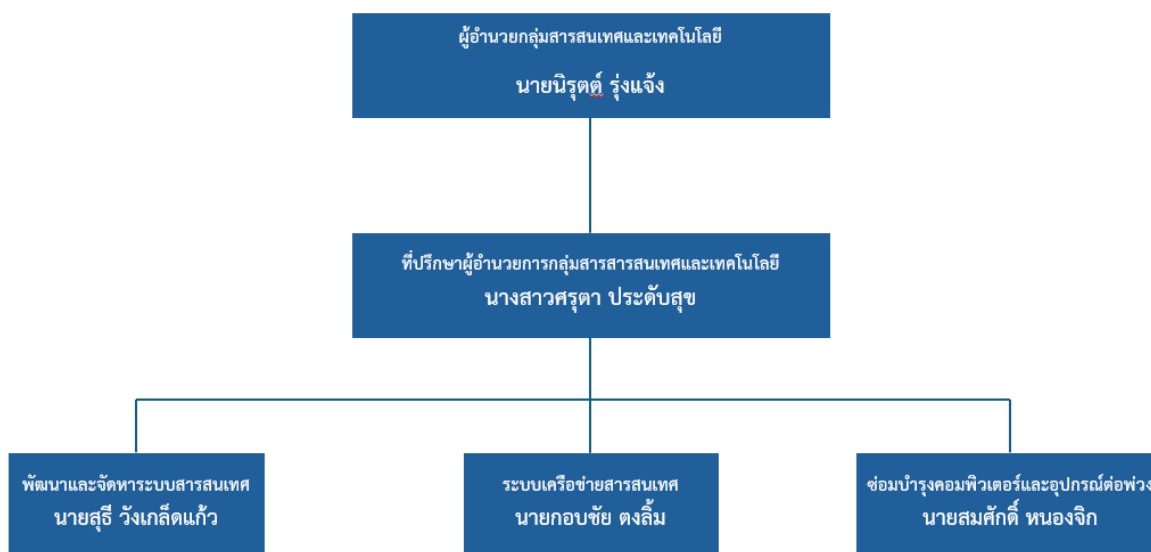 ผู้อำนวยกลุ่มสารสนเทศและเทคโนโลยี
นายนิรุตต์ รุ่งแจ้ง
ที่ปรึกษาผู้อำนวยการกลุ่มสารสารสนเทศและเทคโนโลยี
นางสาวศรุตา ประดับสุข
พัฒนาและจัดหาระบบสารสนเทศ
นายสุธี วังเกล็ดแก้ว
ระบบเครือข่ายสารสนเทศ
นายกอบชัย ตงลิ้ม
ซ่อมบำรุงคอมพิวเตอร์และอุปกรณ์ต่อพ่วง
นายสมศักดิ์ หนองจิก